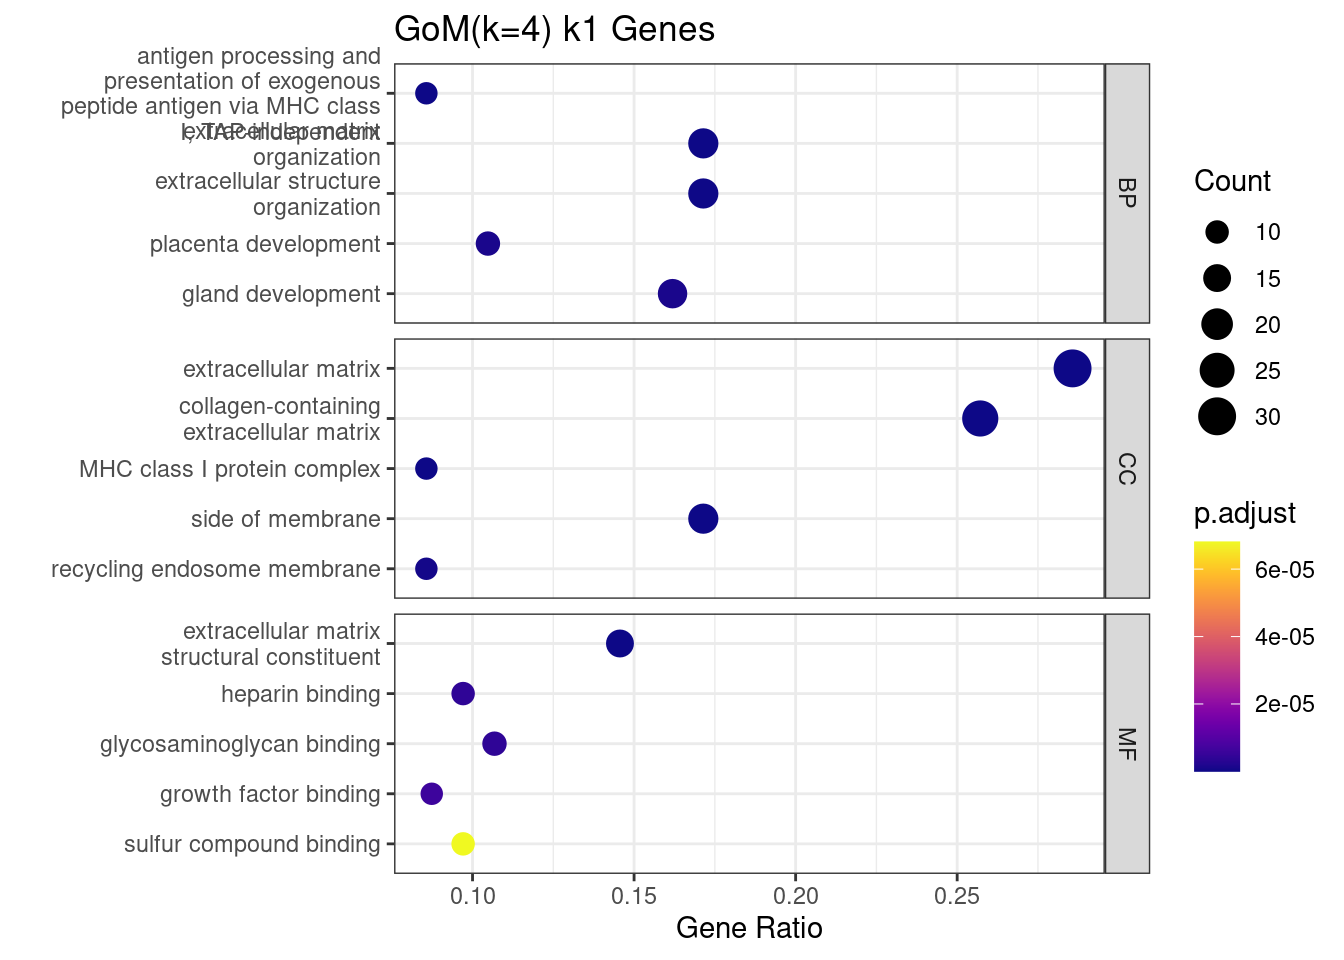 GoM(k=4) k1 Genes
antigen processing and
presentation of exogenous
peptide antigen via MHC class
I, TAP-independent
extracellular matrix
organization
extracellular structure
organization
placenta development
gland development
BP
extracellular matrix
collagen-containing
extracellular matrix
MHC class I protein complex
side of membrane
recycling endosome membrane
CC
extracellular matrix
structural constituent
heparin binding
glycosaminoglycan binding
growth factor binding
sulfur compound binding
MF
0.10 0.15 0.20 0.25
Gene Ratio
Count
10
15
20
25
30
p.adjust
6e-05
4e-05
2e-05